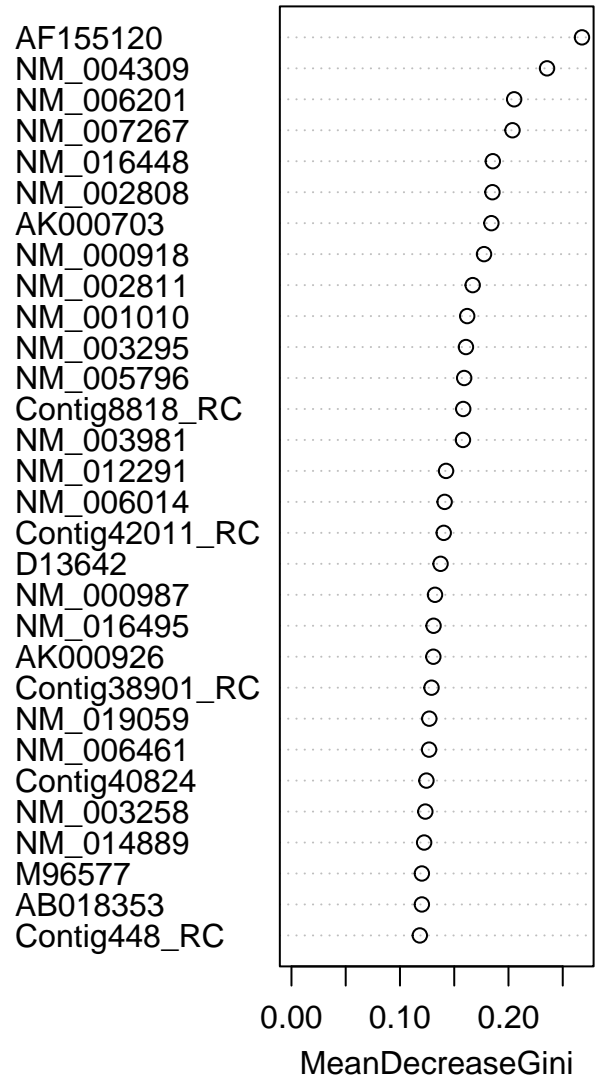 AF155120
NM_004309
NM_006201
NM_007267
NM_016448
NM_002808
AK000703
NM_000918
NM_002811
NM_001010
NM_003295
NM_005796
Contig8818_RC
NM_003981
NM_012291
NM_006014
Contig42011_RC
D13642
NM_000987
NM_016495
AK000926
Contig38901_RC
NM_019059
NM_006461
Contig40824
NM_003258
NM_014889
M96577
AB018353
Contig448_RC
0.00 0.10 0.20
MeanDecreaseGini